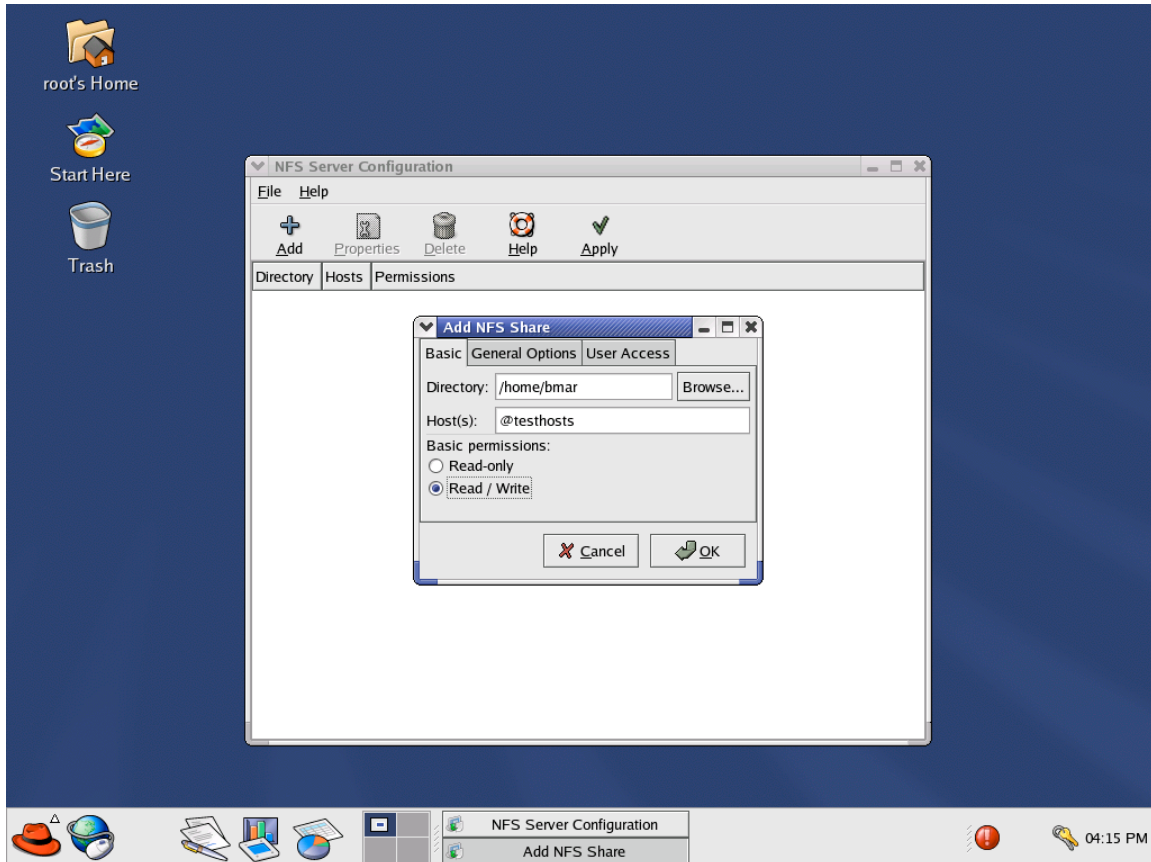 root's Home
Start Here
Trash
NFS Server Configuration
File Help
Add Properties Delete Help Apply
Directory Hosts Permissions
Add NFS Share
Basic General Options User Access
Directory: /home/bmar Browse...
Host(s): @testhosts
Basic permissions:
Read-only
Read / Write
Cancel OK
NFS Server Configuration
Add NFS Share
04:15 PM